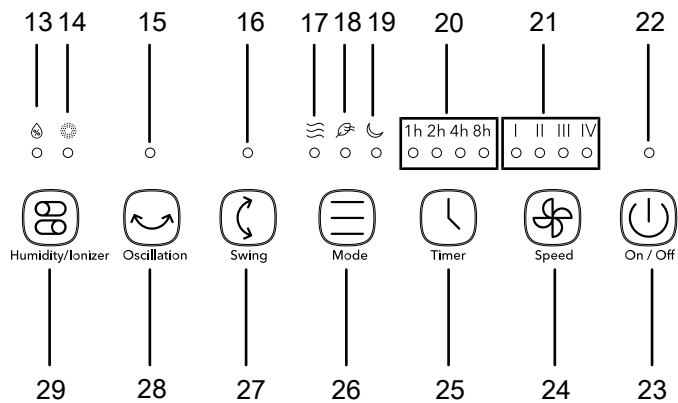 13 14 15 16 17 18 19 20 21 22
%
1h 2h 4h 8h I II III IV
Humidity/Ionizer Oscillation Swing Mode Timer Speed On / Off
29 28 27 26 25 24 23